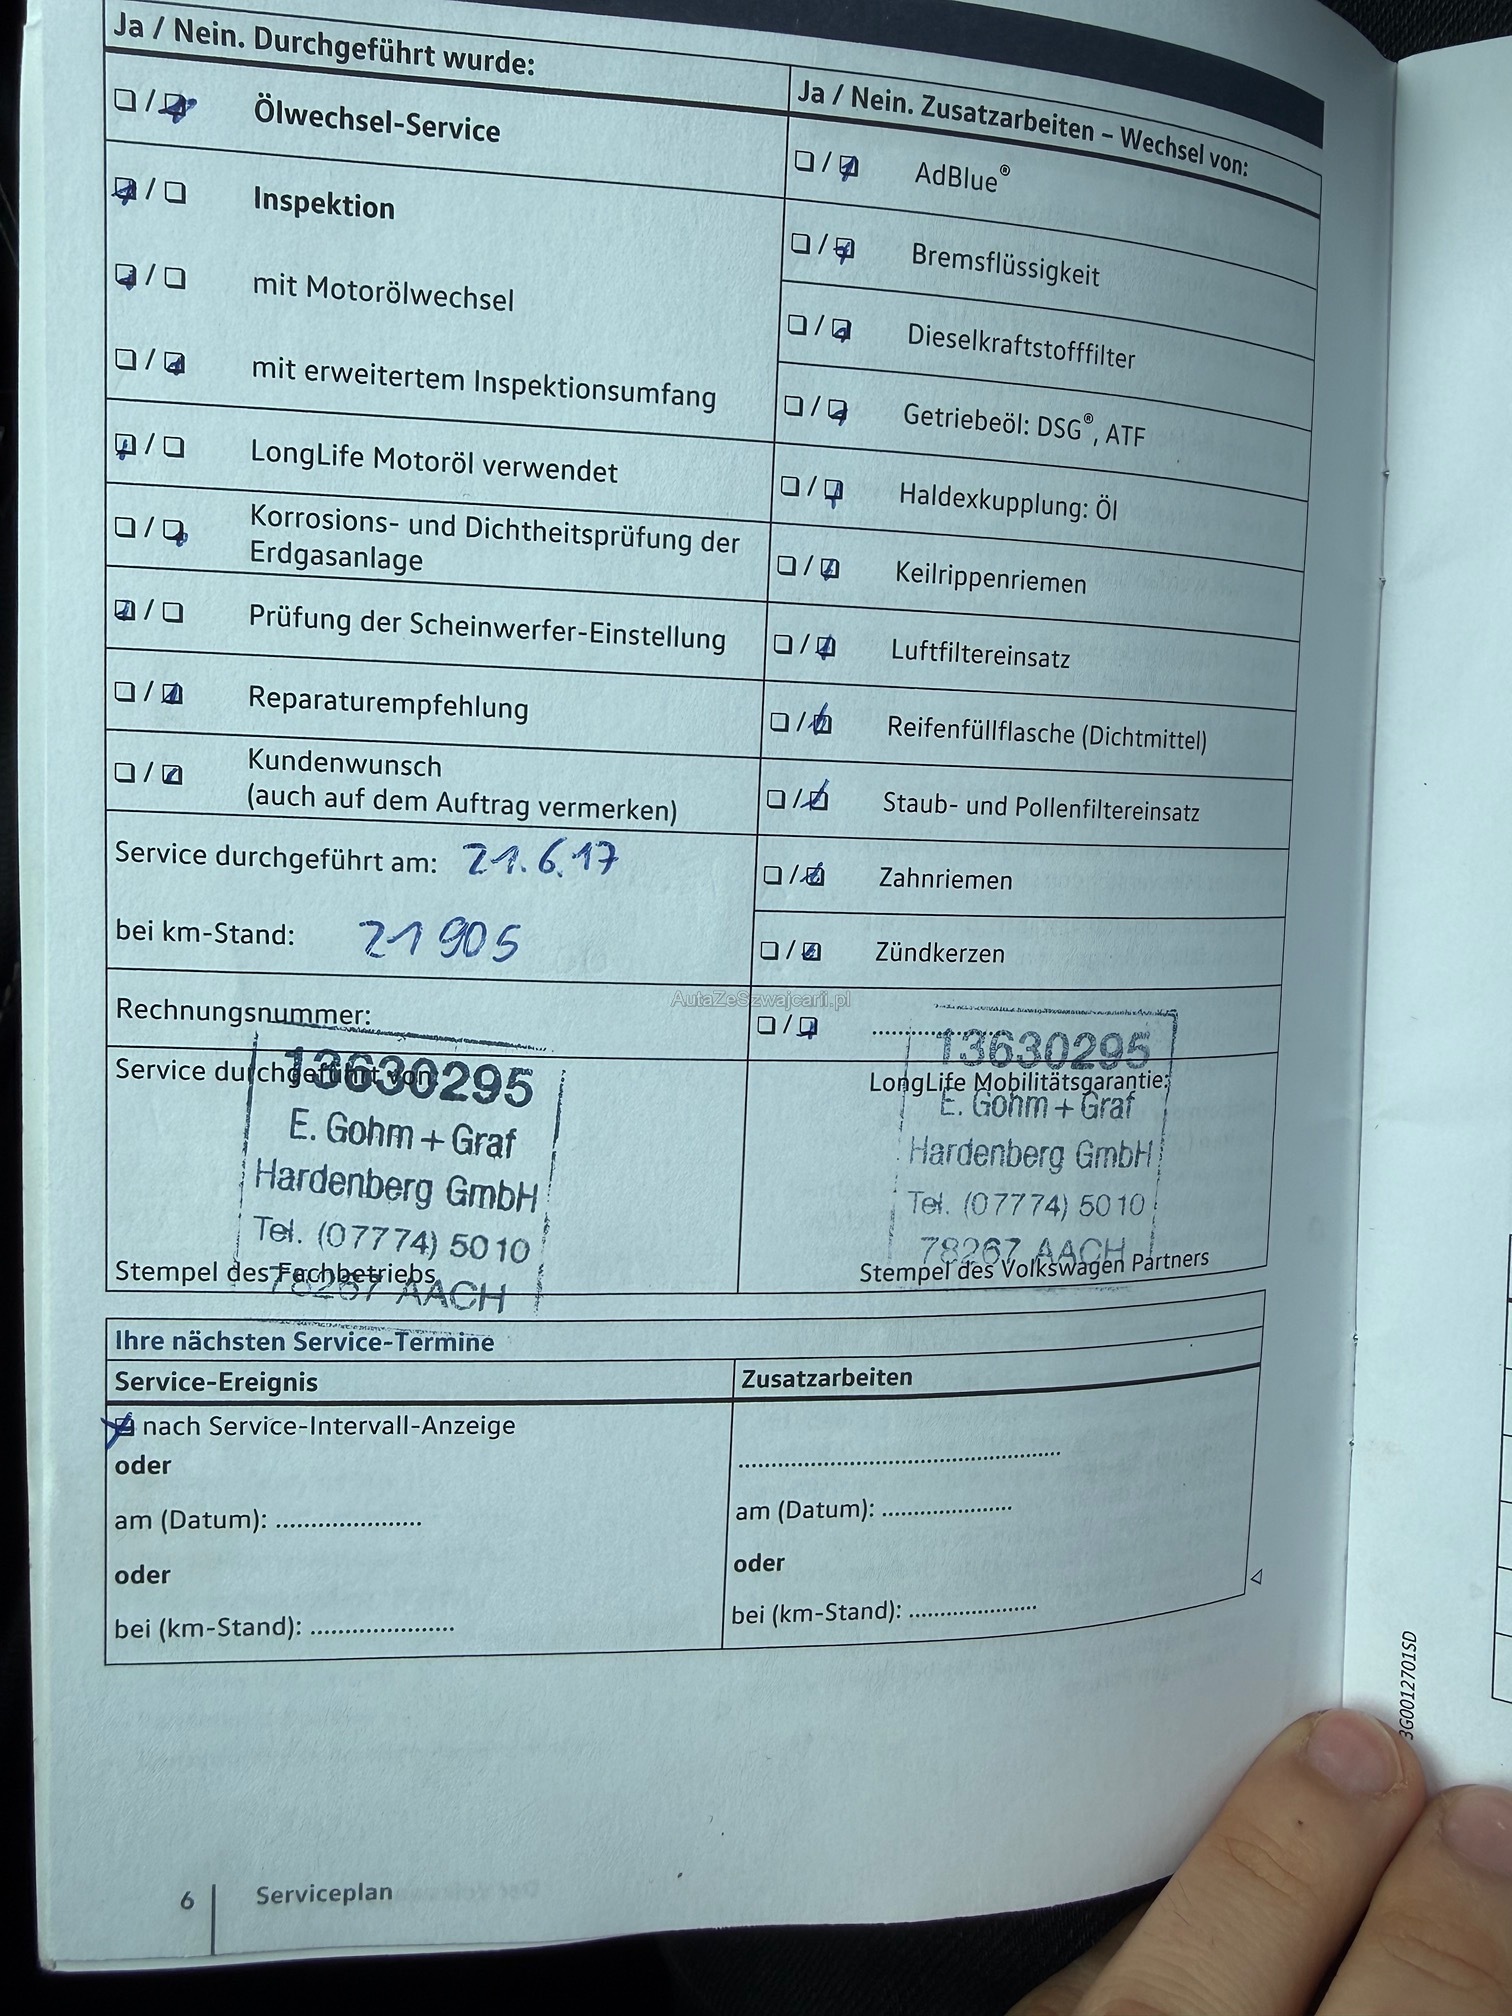 Ja / Nein. Durchgeführt wurde:
☐ / ☒ Ölwechsel-Service
☒ / ☐ Inspektion
☒ / ☐ mit Motorölwechsel
☐ / ☒ mit erweitertem Inspektionsumfang
☒ / ☐ LongLife Motoröl verwendet
☐ / ☒ Korrosions- und Dichtheitsprüfung der
Erdgasanlage
☒ / ☐ Prüfung der Scheinwerfer-Einstellung
☐ / ☒ Reparaturempfehlung
☐ / ☒ Kundenwunsch
(auch auf dem Auftrag vermerken)
Service durchgeführt am: 21.6.17
bei km-Stand: 21905
Rechnungsnummer:
Service durchgeführt von
13630295
E. Gohm + Graf
Hardenberg GmbH
Tel. (07774) 5010
78267 AACH
Stempel des Fachbetriebs
Ja / Nein. Zusatzarbeiten – Wechsel von:
☐ / ☒ AdBlue®
☐ / ☒ Bremsflüssigkeit
☐ / ☒ Dieselkraftstofffilter
☐ / ☒ Getriebeöl: DSG®, ATF
☐ / ☒ Haldexkupplung: Öl
☐ / ☒ Keilrippenriemen
☐ / ☒ Luftfiltereinsatz
☐ / ☒ Reifenfüllflasche (Dichtmittel)
☐ / ☒ Staub- und Pollenfiltereinsatz
☐ / ☒ Zahnriemen
☐ / ☒ Zündkerzen
AutaZeSzwajcarii.pl
☐ / ☒ ....................
13630295
LongLife Mobilitätsgarantie:
E. Gohm + Graf
Hardenberg GmbH
Tel. (07774) 5010
78267 AACH
Stempel des Volkswagen Partners
Ihre nächsten Service-Termine
Service-Ereignis
☒ nach Service-Intervall-Anzeige
oder
am (Datum): .....................
oder
bei (km-Stand): .....................
Zusatzarbeiten
..............................................
am (Datum): ...................
oder
bei (km-Stand): ...................
3G0012701SD
6 Serviceplan